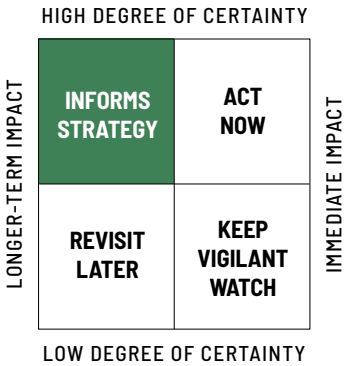 HIGH DEGREE OF CERTAINTY
LONGER-TERM IMPACT
INFORMS
STRATEGY
ACT
NOW
IMMEDIATE IMPACT
REVISIT
LATER
KEEP
VIGILANT
WATCH
LOW DEGREE OF CERTAINTY